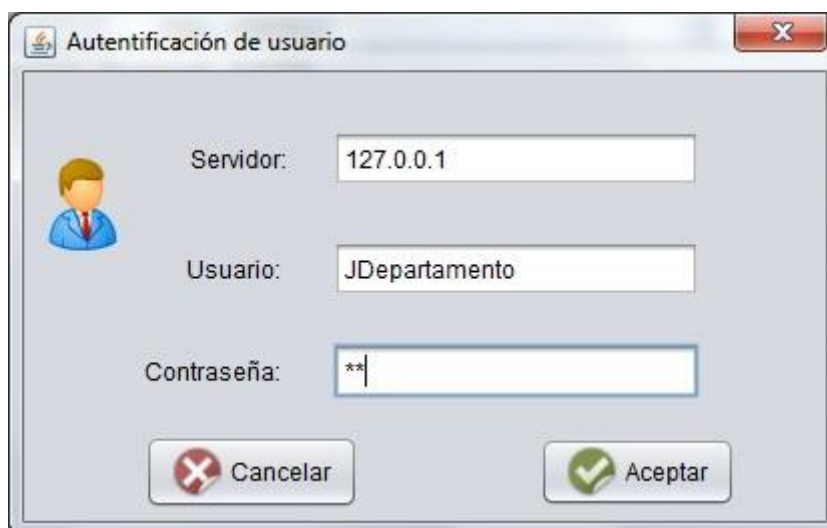 Autentificación de usuario
Servidor: 127.0.0.1
Usuario: JDepartamento
Contraseña: **
Cancelar Aceptar